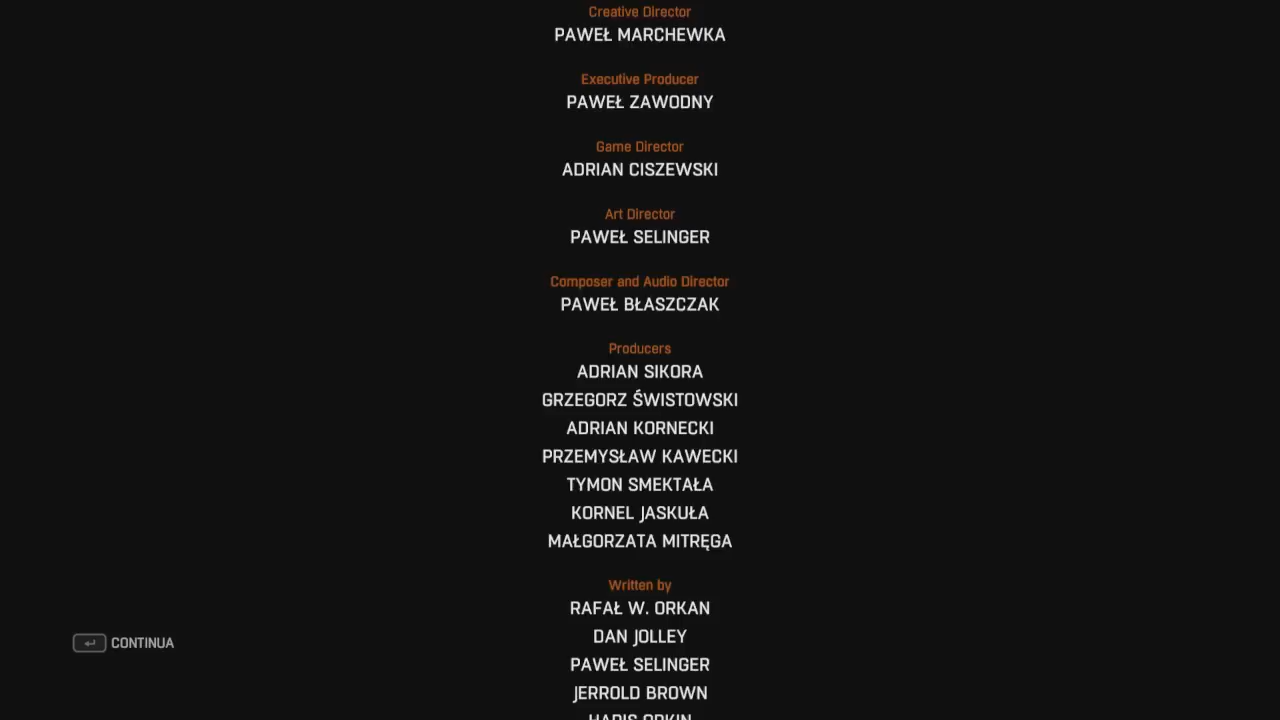 Creative Director
PAWEŁ MARCHEWKA
Executive Producer
PAWEŁ ZAWODNY
Game Director
ADRIAN CISZEWSKI
Art Director
PAWEŁ SELINGER
Composer and Audio Director
PAWEŁ BŁASZCZAK
Producers
ADRIAN SIKORA
GRZEGORZ ŚWISTOWSKI
ADRIAN KORNECKI
PRZEMYSŁAW KAWECKI
TYMON SMEKTAŁA
KORNEL JASKUŁA
MAŁGORZATA MITRĘGA
Written by
RAFAŁ W. ORKAN
DAN JOLLEY
CONTINUA
PAWEŁ SELINGER
JERROLD BROWN
HARIS ORKIN